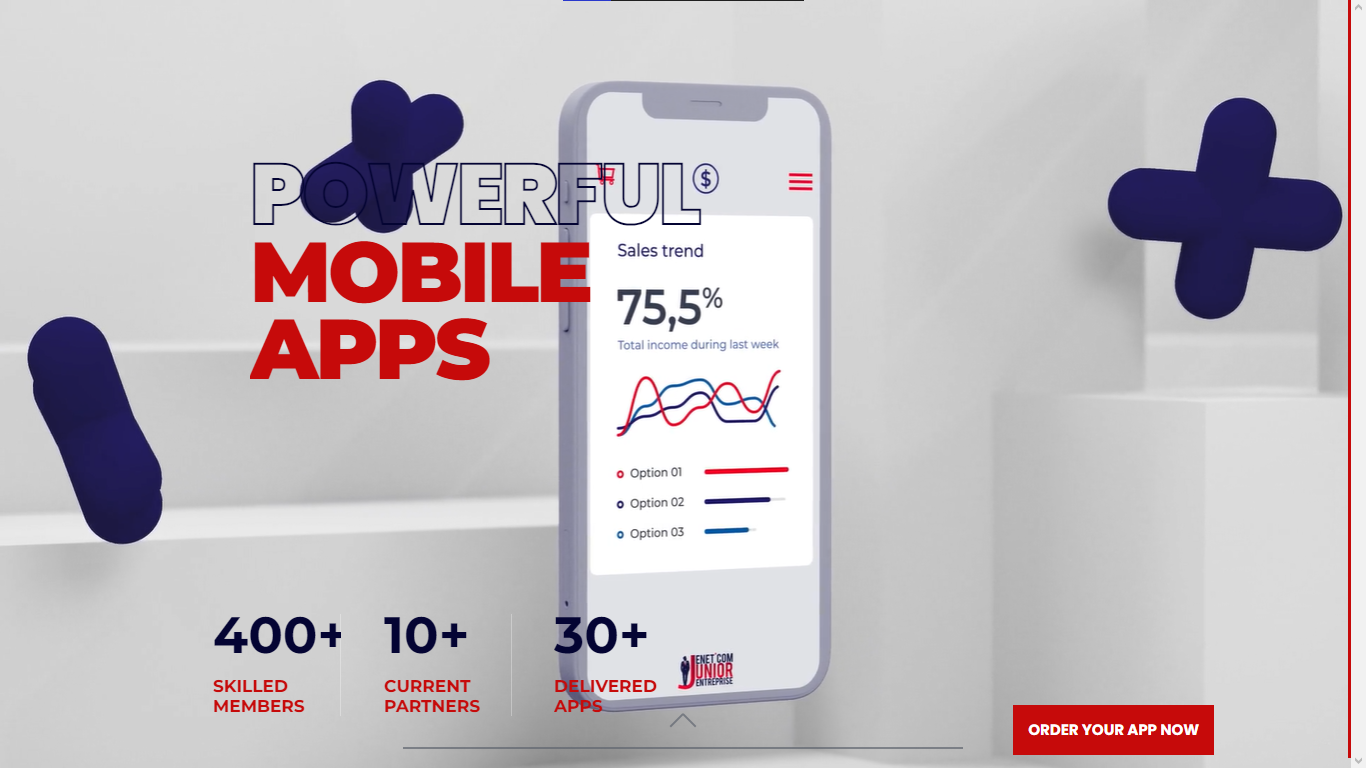 POWERFUL
MOBILE
APPS
$
Sales trend
75,5%
Total income during last week
Option 01
Option 02
Option 03
400+
SKILLED
MEMBERS
10+
CURRENT
PARTNERS
30+
DELIVERED
APPS
ENET'COM
JUNIOR
ENTREPRISE
ORDER YOUR APP NOW